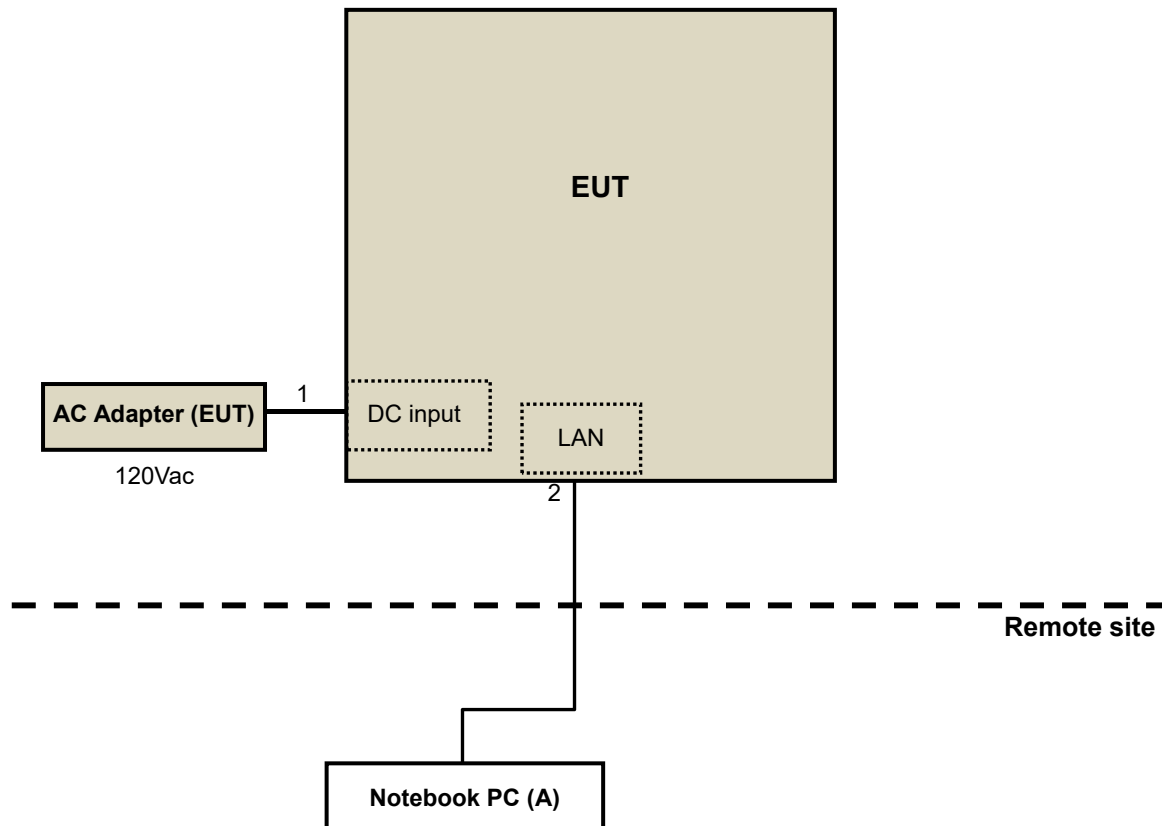 EUT
1
AC Adapter (EUT)
DC input
LAN
120Vac
2
Remote site
Notebook PC (A)